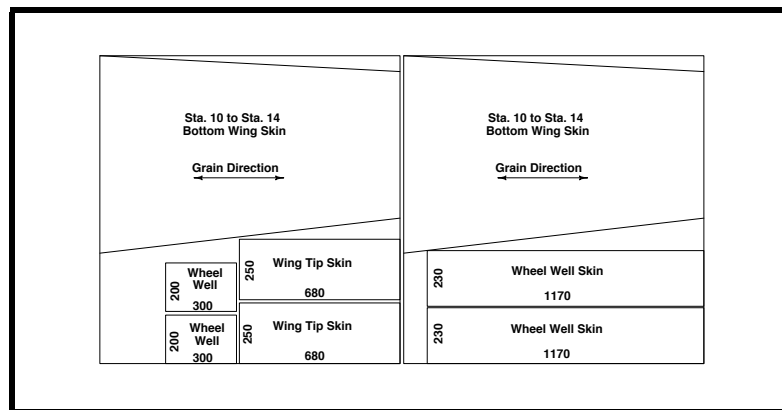 Sta. 10 to Sta. 14
Bottom Wing Skin
Grain Direction
Wheel
Well
200
300
250
Wing Tip Skin
680
Wheel
Well
200
300
250
Wing Tip Skin
680
Sta. 10 to Sta. 14
Bottom Wing Skin
Grain Direction
230
Wheel Well Skin
1170
230
Wheel Well Skin
1170